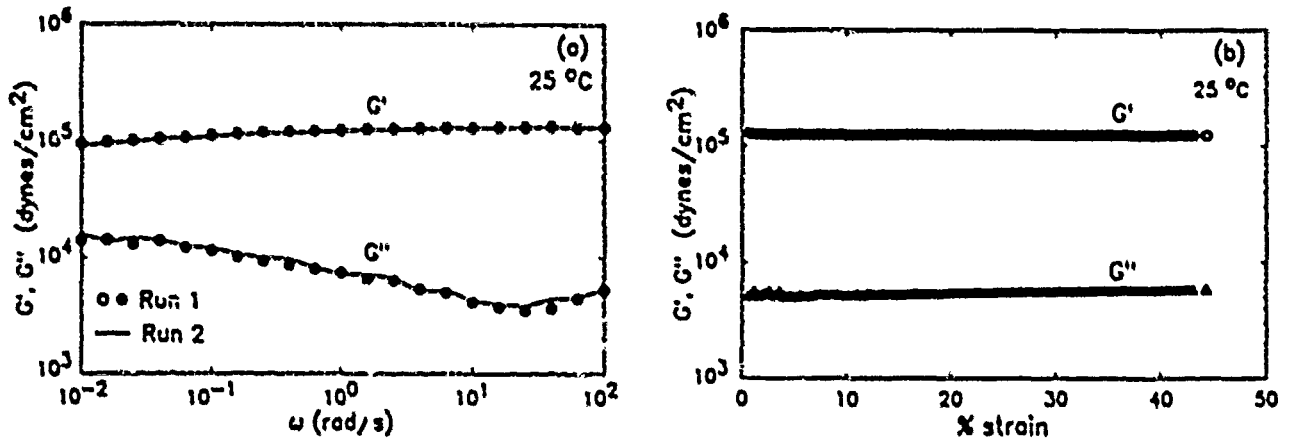 G', G'' (dynes/cm²)
10⁶
10⁵
10⁴
10³
(a)
25 °C
G'
G''
Run 1
Run 2
10⁻² 10⁻¹ 10⁰ 10¹ 10²
ω (rad/s)
G', G'' (dynes/cm²)
10⁶
10⁵
10⁴
10³
(b)
25 °C
G'
G''
0 10 20 30 40 50
% strain